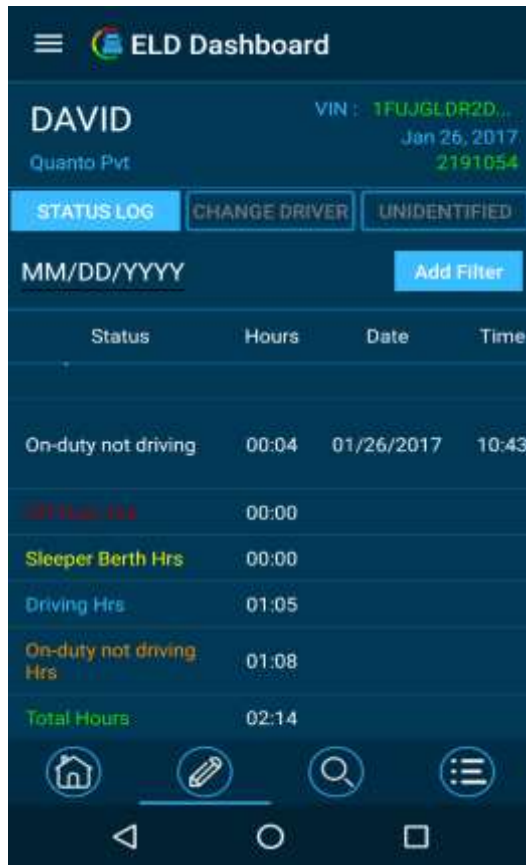 ELD Dashboard
DAVID
VIN : 1FUJGLDR2D...
Jan 26, 2017
Quanto Pvt
2191054
STATUS LOG CHANGE DRIVER UNIDENTIFIED
MM/DD/YYYY Add Filter
Status Hours Date Time
On-duty not driving 00:04 01/26/2017 10:43
00:00
Sleeper Berth Hrs 00:00
Driving Hrs 01:05
On-duty not driving
Hrs 01:08
Total Hours 02:14